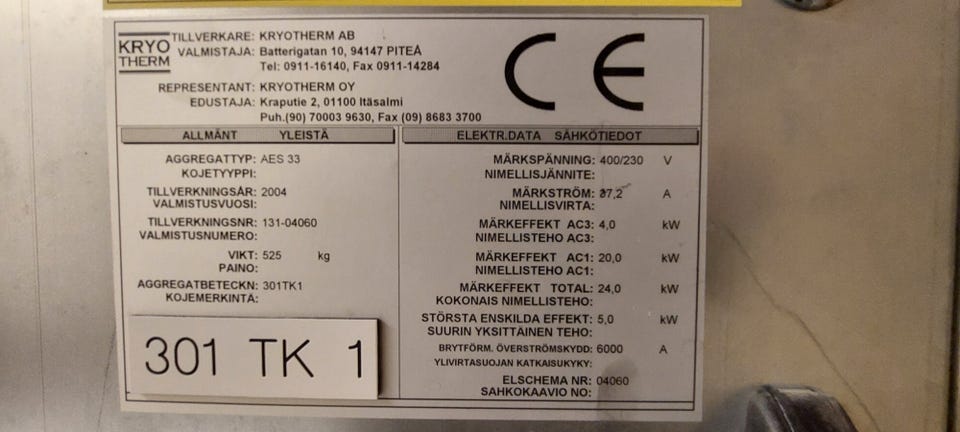 KRYO
THERM
TILLVERKARE: KRYOTHERM AB
VALMISTAJA: Batterigatan 10, 94147 PITEÅ
Tel: 0911-16140, Fax 0911-14284
REPRESENTANT: KRYOTHERM OY
EDUSTAJA: Kraputie 2, 01100 Itäsalmi
Puh.(90) 70003 9630, Fax (09) 8683 3700
CE
ALLMÄNT YLEISTÄ
AGGREGATTYP: AES 33
KOJETYYPPI:
TILLVERKNINGSÅR: 2004
VALMISTUSVUOSI:
TILLVERKNINGSNR: 131-04060
VALMISTUSNUMERO:
VIKT: 525 kg
PAINO:
AGGREGATBETECKN: 301TK1
KOJEMERKINTÄ:
301 TK 1
ELEKTR.DATA SÄHKÖTIEDOT
MÄRKSPÄNNING: 400/230 V
NIMELLISJÄNNITE:
MÄRKSTRÖM: 37,2 A
NIMELLISVIRTA:
MÄRKEFFEKT AC3: 4,0 kW
NIMELLISTEHO AC3:
MÄRKEFFEKT AC1: 20,0 kW
NIMELLISTEHO AC1:
MÄRKEFFEKT TOTAL: 24,0 kW
KOKONAIS NIMELLISTEHO:
STÖRSTA ENSKILDA EFFEKT: 5,0 kW
SUURIN YKSITTÄINEN TEHO:
BRYTFÖRM. ÖVERSTRÖMSKYDD: 6000 A
YLIVIRTASUOJAN KATKAISUKYKY:
ELSCHEMA NR: 04060
SAHKOKAAVIO NO: